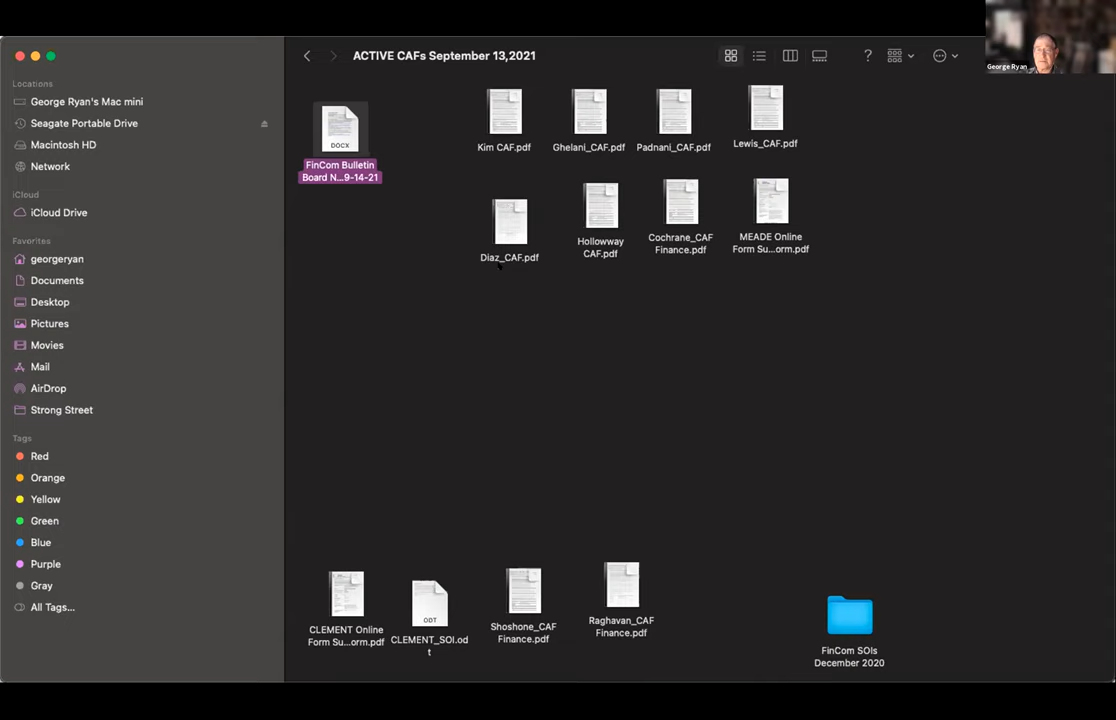 ACTIVE CAFs September 13,2021
?
George Ryan
Locations
George Ryan's Mac mini
Seagate Portable Drive
Macintosh HD
Network
iCloud
iCloud Drive
Favorites
georgeryan
Documents
Desktop
Pictures
Movies
Mail
AirDrop
Strong Street
Tags
Red
Orange
Yellow
Green
Blue
Purple
Gray
All Tags...
DOCX
FinCom Bulletin
Board N...9-14-21
Kim CAF.pdf
Ghelani_CAF.pdf
Padnani_CAF.pdf
Lewis_CAF.pdf
Diaz_CAF.pdf
Hollowway
CAF.pdf
Cochrane_CAF
Finance.pdf
MEADE Online
Form Su...orm.pdf
CLEMENT Online
Form Su...orm.pdf
ODT
CLEMENT_SOI.od
t
Shoshone_CAF
Finance.pdf
Raghavan_CAF
Finance.pdf
FinCom SOIs
December 2020